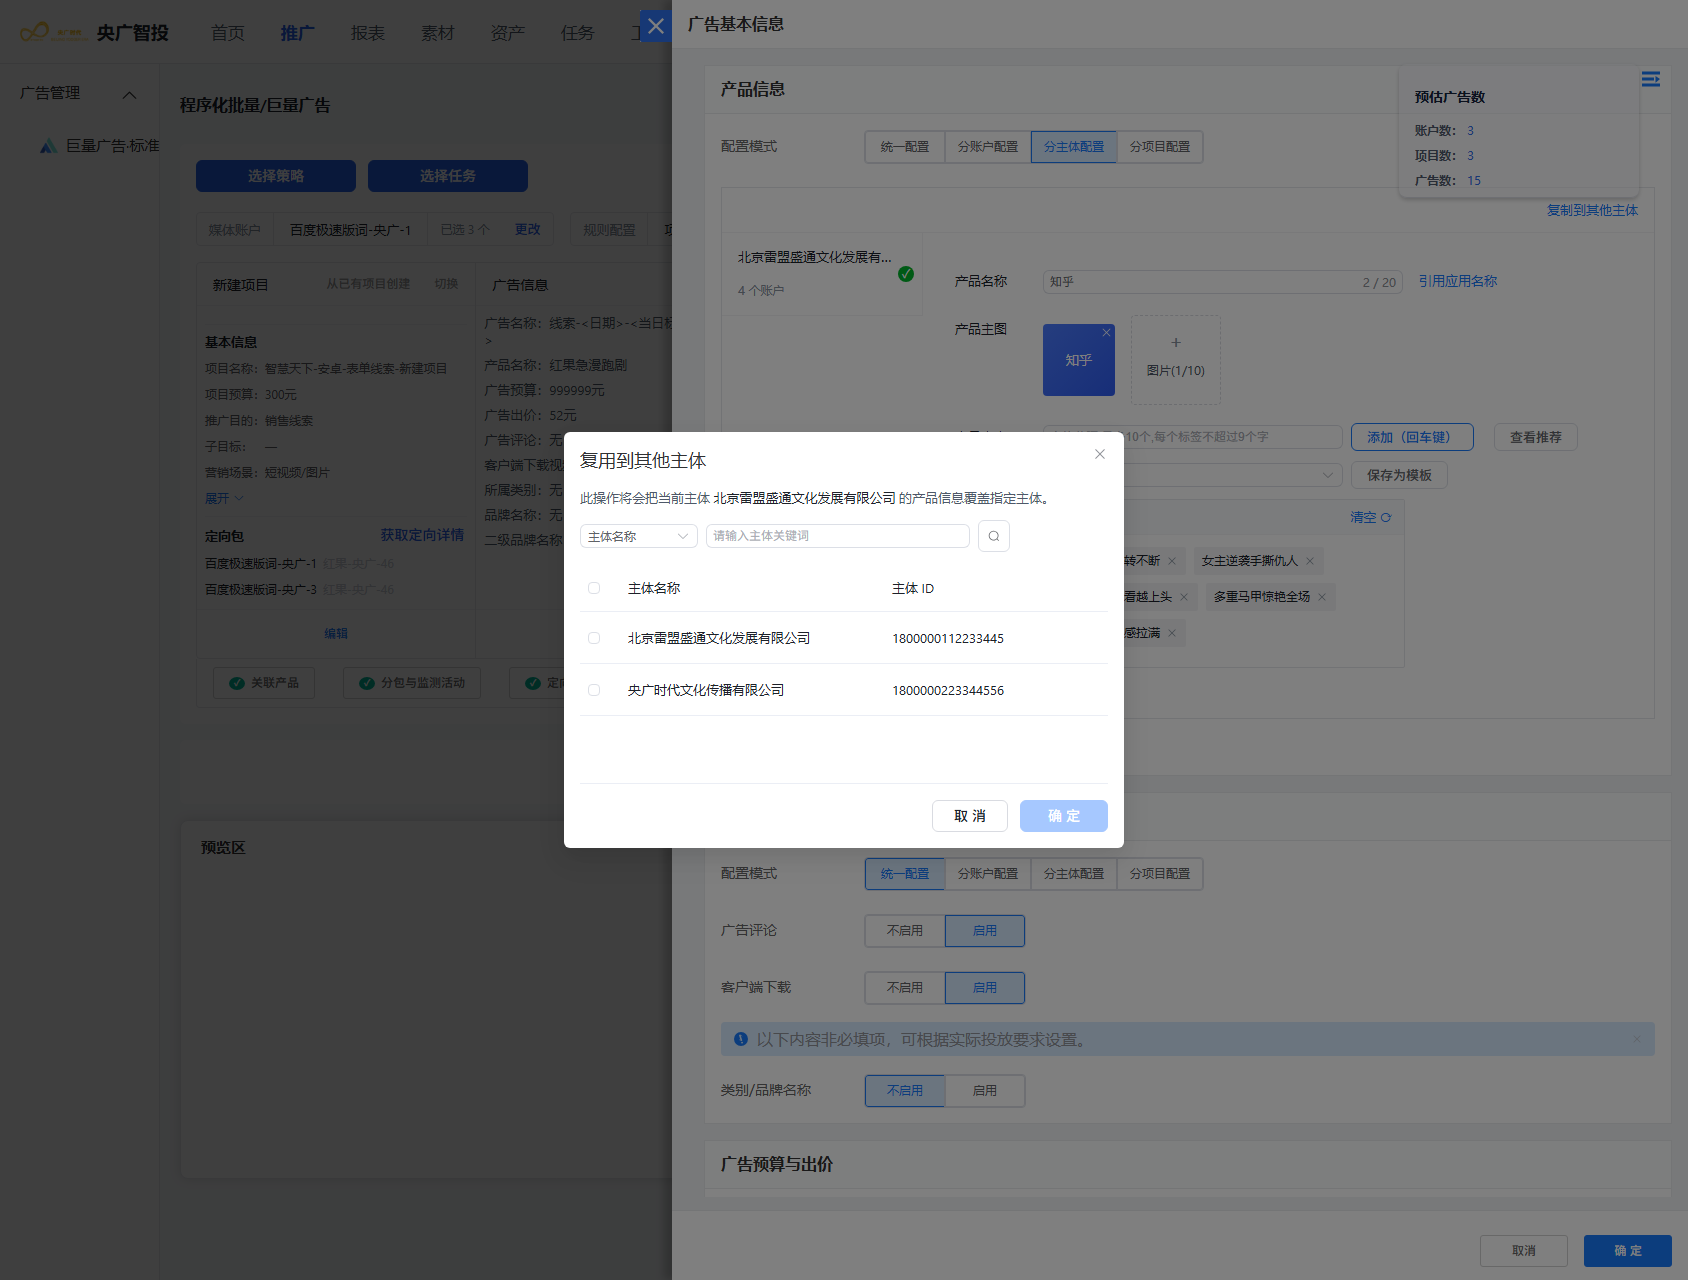 央广智投
首页
推广
报表
素材
资产
任务
广告管理
巨量广告·标准
程序化批量/巨量广告
选择策略
选择任务
媒体账户
百度极速版词-央广-1
已选 3 个
更改
规则配置
新建项目
从已有项目创建
切换
广告信息
基本信息
项目名称：智慧天下-安卓-表单线索-新建项目
项目预算：300元
推广目的：销售线索
子目标：—
营销场景：短视频/图片
展开
定向包
获取定向详情
百度极速版词-央广-1 红果-央广-46
百度极速版词-央广-3 红果-央广-46
编辑
广告名称：线索-<日期>-<当日标
>
产品名称：红果急漫跑剧
广告预算：999999元
广告出价：52元
广告评论：无
客户端下载视
所属类别：无
品牌名称：无
二级品牌名称
关联产品
分包与监测活动
定向
预览区
广告基本信息
产品信息
预估广告数
账户数： 3
项目数： 3
广告数： 15
配置模式
统一配置
分账户配置
分主体配置
分项目配置
复制到其他主体
北京雷盟盛通文化发展有...
4 个账户
产品名称
知乎
2 / 20
引用应用名称
产品主图
知乎
+
图片(1/10)
10个,每个标签不超过9个字
添加（回车键）
查看推荐
保存为模板
清空
转不断
女主逆袭手撕仇人
看越上头
多重马甲惊艳全场
感拉满
复用到其他主体
此操作将会把当前主体 北京雷盟盛通文化发展有限公司 的产品信息覆盖指定主体。
主体名称
请输入主体关键词
主体名称
主体 ID
北京雷盟盛通文化发展有限公司
1800000112233445
央广时代文化传播有限公司
1800000223344556
取 消
确 定
配置模式
统一配置
分账户配置
分主体配置
分项目配置
广告评论
不启用
启用
客户端下载
不启用
启用
以下内容非必填项，可根据实际投放要求设置。
类别/品牌名称
不启用
启用
广告预算与出价
取消
确 定